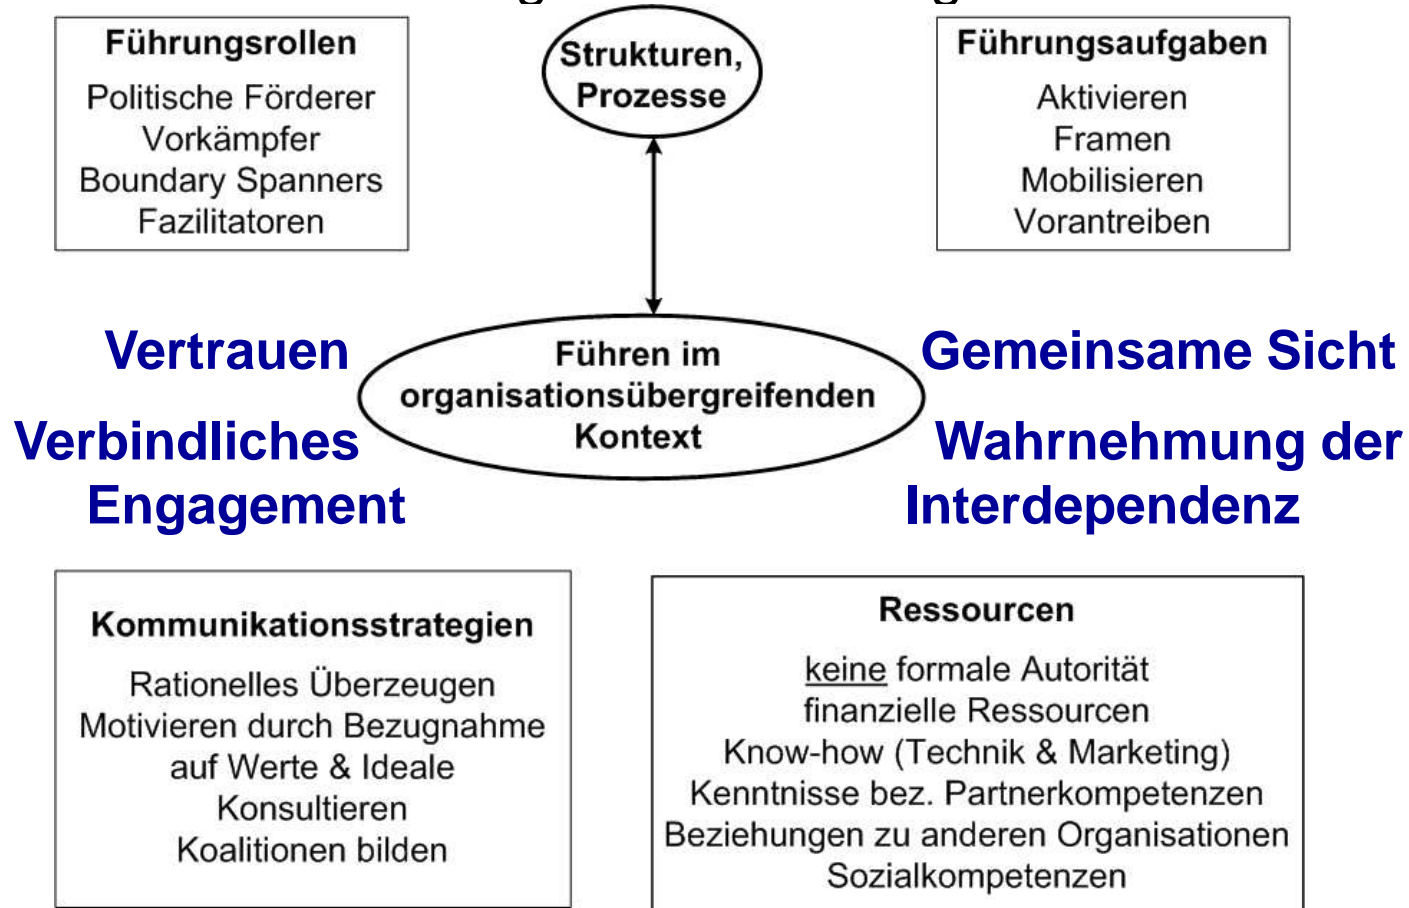 Führungsrollen
Politische Förderer
Vorkämpfer
Boundary Spanners
Fazilitatoren
Strukturen,
Prozesse
Führungsaufgaben
Aktivieren
Framen
Mobilisieren
Vorantreiben
Vertrauen
Verbindliches
Engagement
Führen im
organisationsübergreifenden
Kontext
Gemeinsame Sicht
Wahrnehmung der
Interdependenz
Kommunikationsstrategien
Rationelles Überzeugen
Motivieren durch Bezugnahme
auf Werte & Ideale
Konsultieren
Koalitionen bilden
Ressourcen
keine formale Autorität
finanzielle Ressourcen
Know-how (Technik & Marketing)
Kenntnisse bez. Partnerkompetenzen
Beziehungen zu anderen Organisationen
Sozialkompetenzen